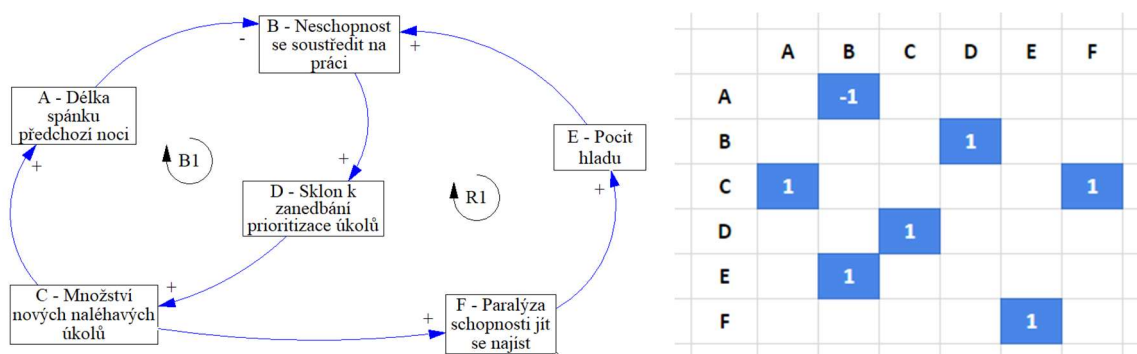 B - Neschopnost
se soustředit na
práci
-
+
A - Délka
spánku
předchozí noci
+
B1
E - Pocit
hladu
+
+
D - Sklon k
zanedbání
prioritizace úkolů
R1
C - Množství
nových naléhavých
úkolů
+
+
F - Paralýza
schopnosti jít
se najíst
A B C D E F
A -1
B 1
C 1 1
D 1
E 1
F 1